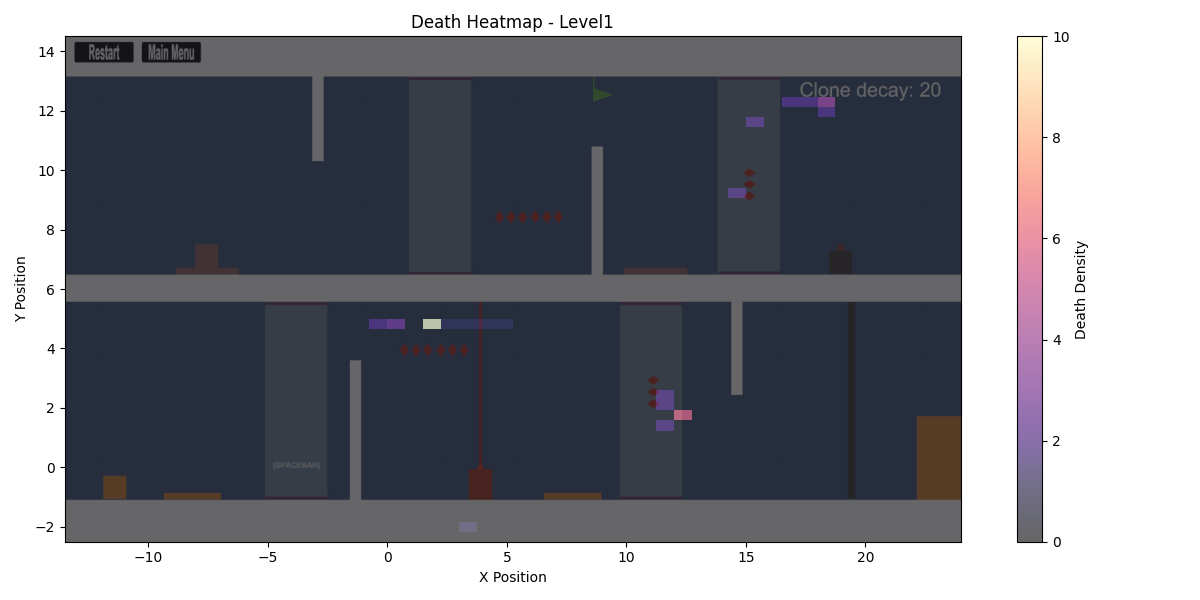 Death Heatmap - Level1
Restart Main Menu
Clone decay: 20
[SPACEBAR]
Y Position
14
12
10
8
6
4
2
0
−2
−10 −5 0 5 10 15 20
X Position
10
8
6
4
2
0
Death Density